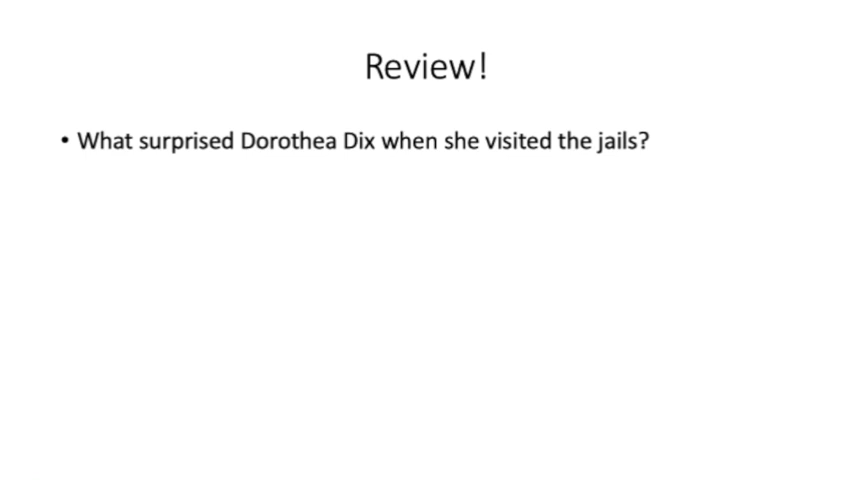 Review!
• What surprised Dorothea Dix when she visited the jails?